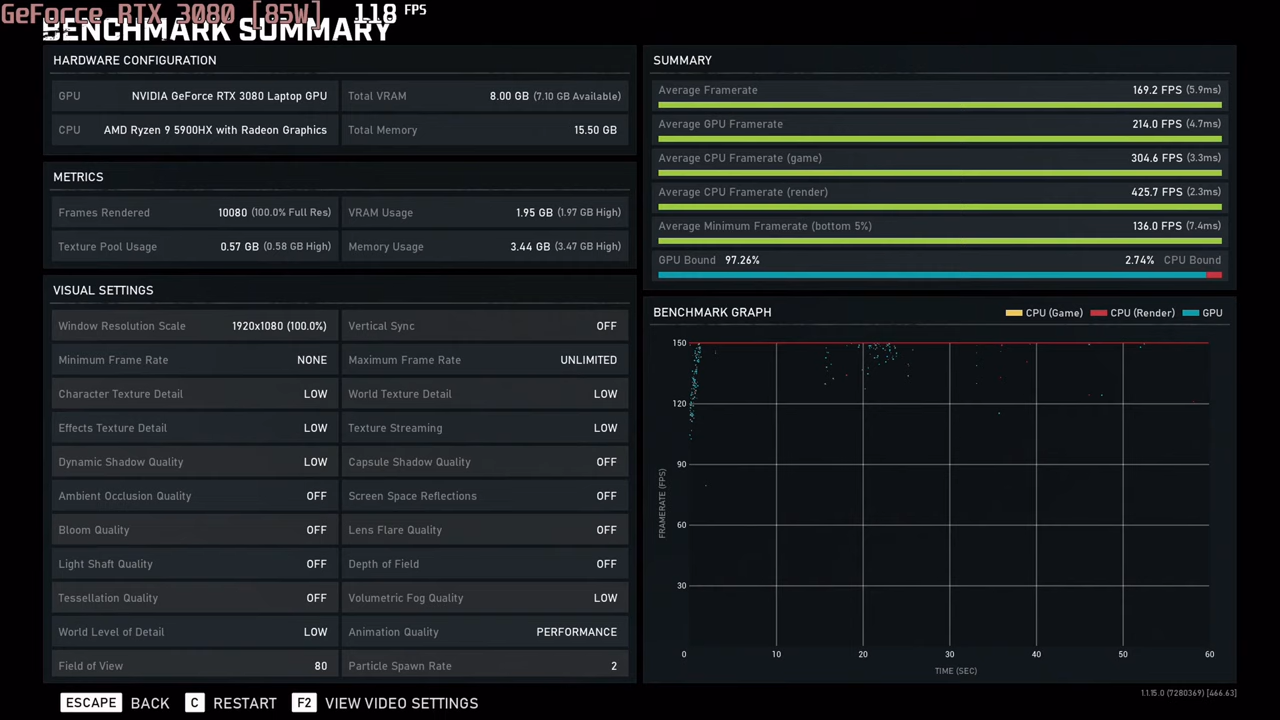 GeForce RTX 3080 [85W] 118 FPS
BENCHMARK SUMMARY
HARDWARE CONFIGURATION
GPU NVIDIA GeForce RTX 3080 Laptop GPU
Total VRAM 8.00 GB (7.10 GB Available)
CPU AMD Ryzen 9 5900HX with Radeon Graphics
Total Memory 15.50 GB
METRICS
Frames Rendered 10080 (100.0% Full Res)
VRAM Usage 1.95 GB (1.97 GB High)
Texture Pool Usage 0.57 GB (0.58 GB High)
Memory Usage 3.44 GB (3.47 GB High)
VISUAL SETTINGS
Window Resolution Scale 1920x1080 (100.0%)
Vertical Sync OFF
Minimum Frame Rate NONE
Maximum Frame Rate UNLIMITED
Character Texture Detail LOW
World Texture Detail LOW
Effects Texture Detail LOW
Texture Streaming LOW
Dynamic Shadow Quality LOW
Capsule Shadow Quality OFF
Ambient Occlusion Quality OFF
Screen Space Reflections OFF
Bloom Quality OFF
Lens Flare Quality OFF
Light Shaft Quality OFF
Depth of Field OFF
Tessellation Quality OFF
Volumetric Fog Quality LOW
World Level of Detail LOW
Animation Quality PERFORMANCE
Field of View 80
Particle Spawn Rate 2
SUMMARY
Average Framerate 169.2 FPS (5.9ms)
Average GPU Framerate 214.0 FPS (4.7ms)
Average CPU Framerate (game) 304.6 FPS (3.3ms)
Average CPU Framerate (render) 425.7 FPS (2.3ms)
Average Minimum Framerate (bottom 5%) 136.0 FPS (7.4ms)
GPU Bound 97.26% 2.74% CPU Bound
BENCHMARK GRAPH CPU (Game) CPU (Render) GPU
150
120
90
60
30
FRAMERATE (FPS)
0 10 20 30 40 50 60
TIME (SEC)
ESCAPE BACK C RESTART F2 VIEW VIDEO SETTINGS
1.1.15.0 (7280369) [466.63]